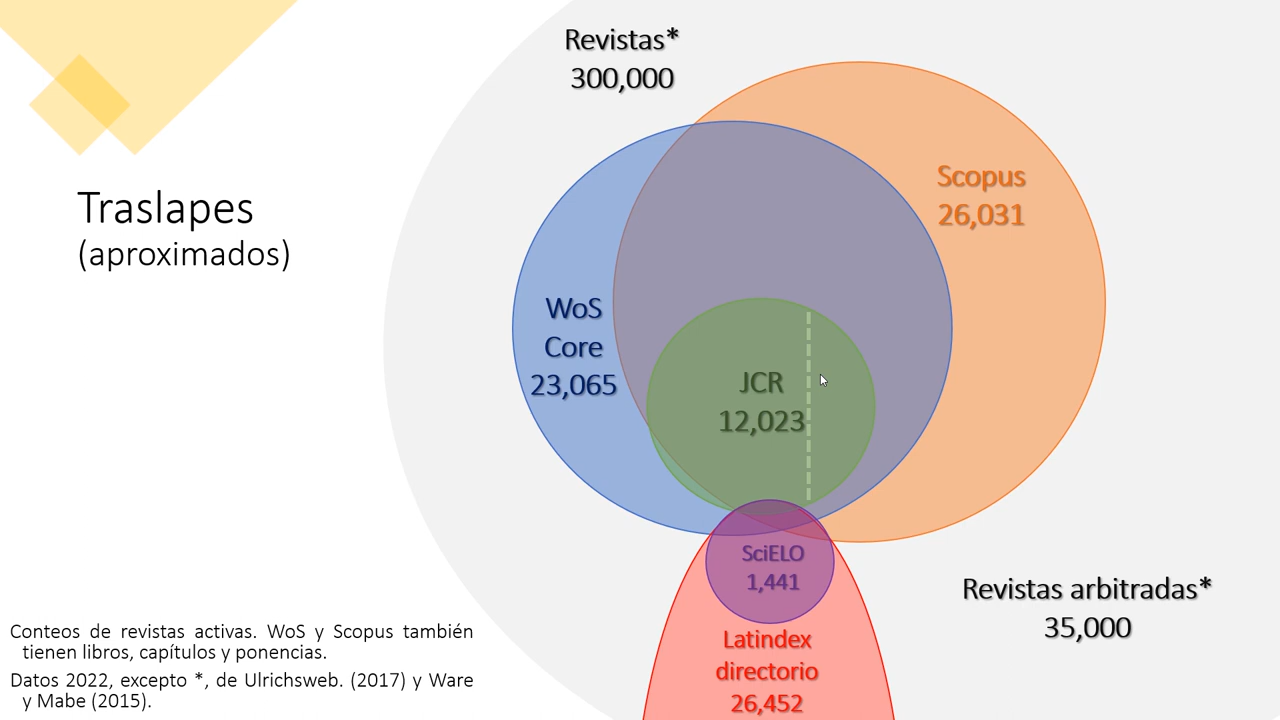 Revistas*
300,000
Scopus
26,031
Traslapes
(aproximados)
WoS
Core
23,065
JCR
12,023
SciELO
1,441
Revistas arbitradas*
35,000
Latindex
directorio
26,452
Conteos de revistas activas. WoS y Scopus también
tienen libros, capítulos y ponencias.
Datos 2022, excepto *, de Ulrichsweb. (2017) y Ware
y Mabe (2015).